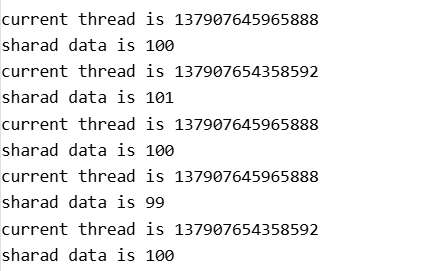 current thread is 137907645965888
sharad data is 100
current thread is 137907654358592
sharad data is 101
current thread is 137907645965888
sharad data is 100
current thread is 137907645965888
sharad data is 99
current thread is 137907654358592
sharad data is 100